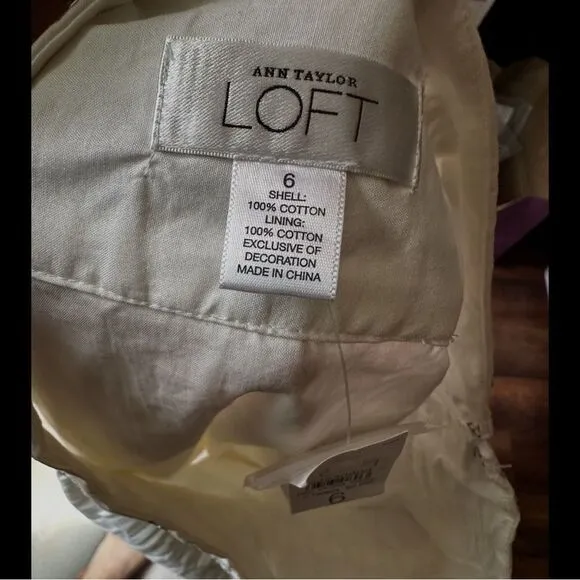 ANN TAYLOR
LOFT
6
SHELL:
100% COTTON
LINING:
100% COTTON
EXCLUSIVE OF
DECORATION
MADE IN CHINA
6